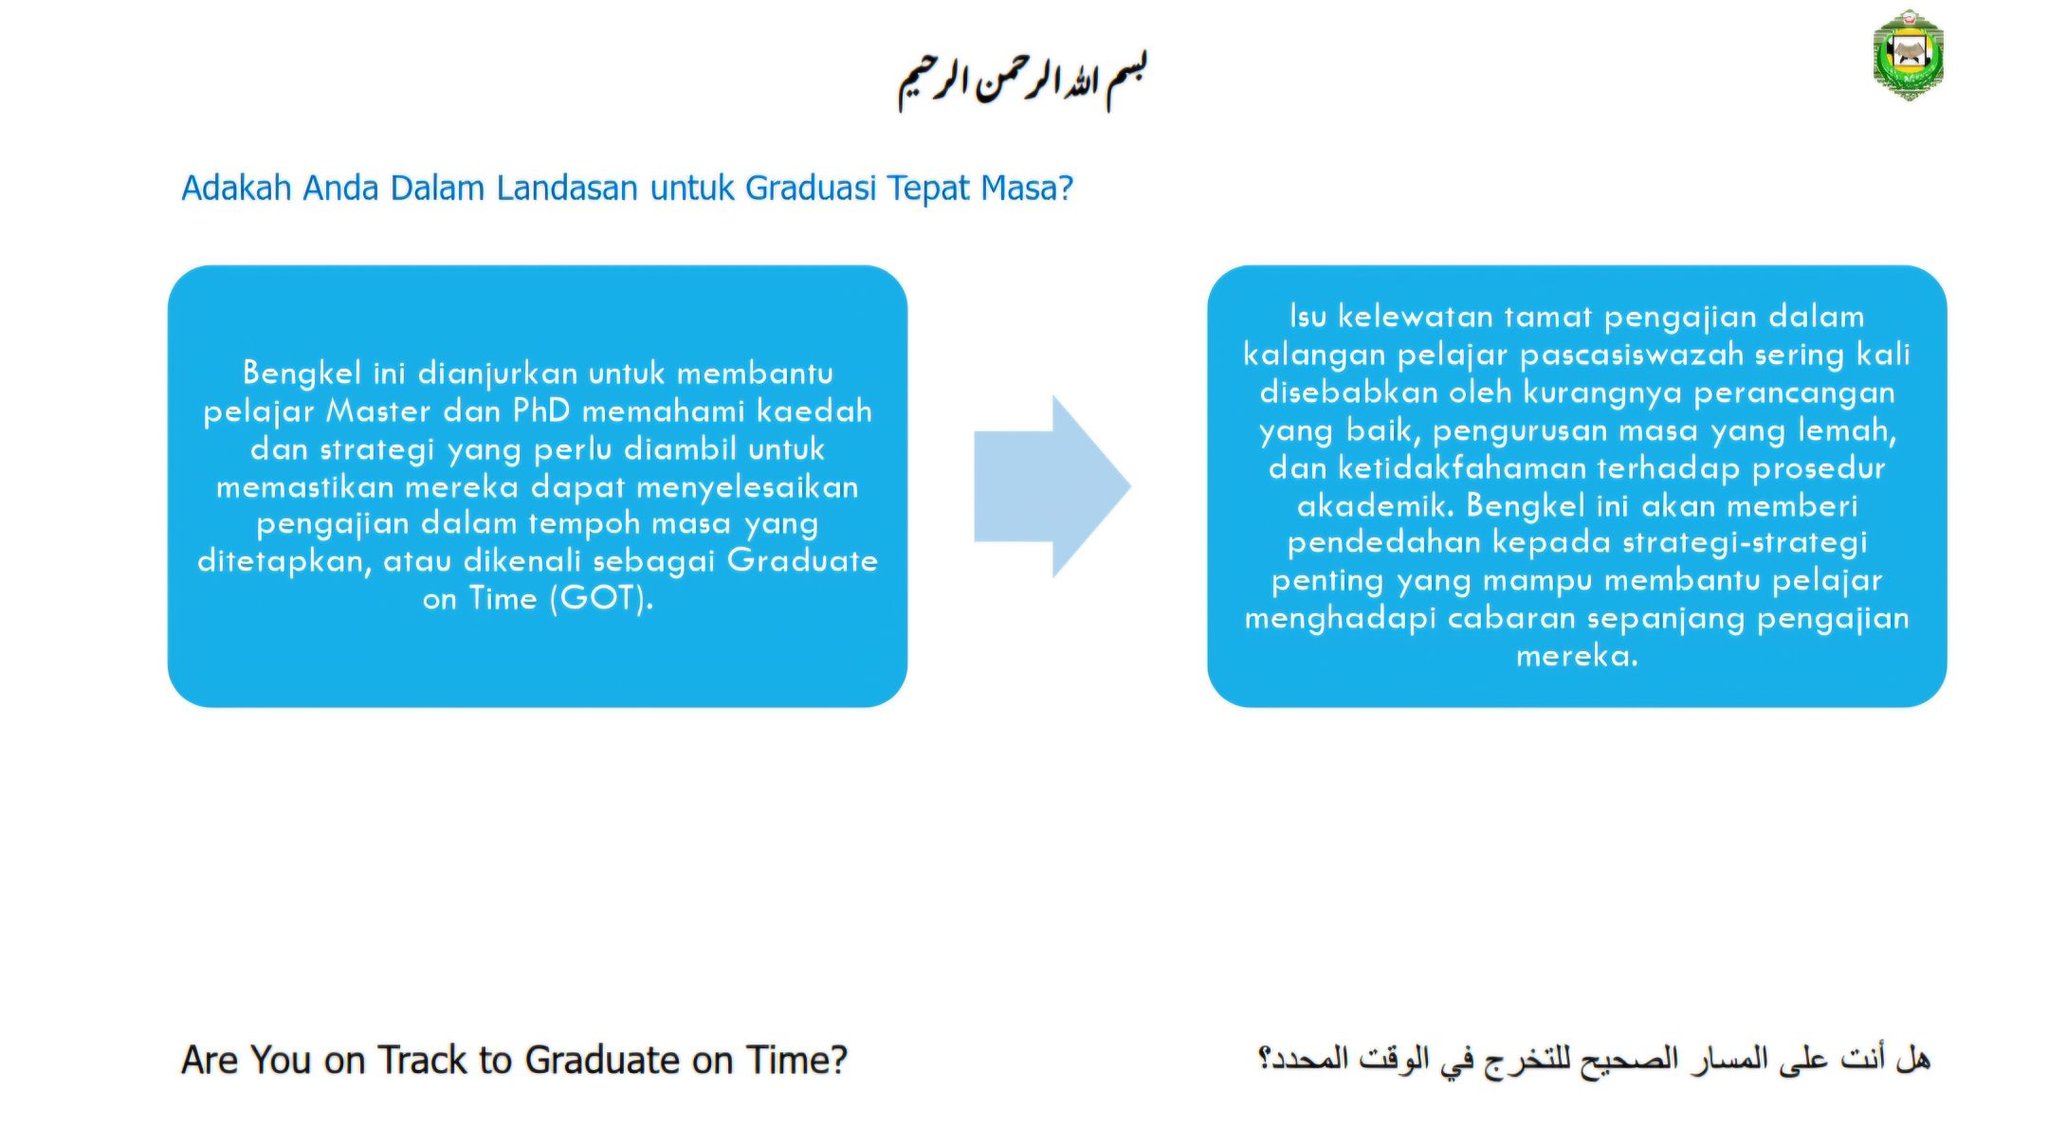 بسم الله الرحمن الرحيم
Adakah Anda Dalam Landasan untuk Graduasi Tepat Masa?
Bengkel ini dianjurkan untuk membantu
pelajar Master dan PhD memahami kaedah
dan strategi yang perlu diambil untuk
memastikan mereka dapat menyelesaikan
pengajian dalam tempoh masa yang
ditetapkan, atau dikenali sebagai Graduate
on Time (GOT).
Isu kelewatan tamat pengajian dalam
kalangan pelajar pascasiswazah sering kali
disebabkan oleh kurangnya perancangan
yang baik, pengurusan masa yang lemah,
dan ketidakfahaman terhadap prosedur
akademik. Bengkel ini akan memberi
pendedahan kepada strategi-strategi
penting yang mampu membantu pelajar
menghadapi cabaran sepanjang pengajian
mereka.
Are You on Track to Graduate on Time?
هل أنت على المسار الصحيح للتخرج في الوقت المحدد؟